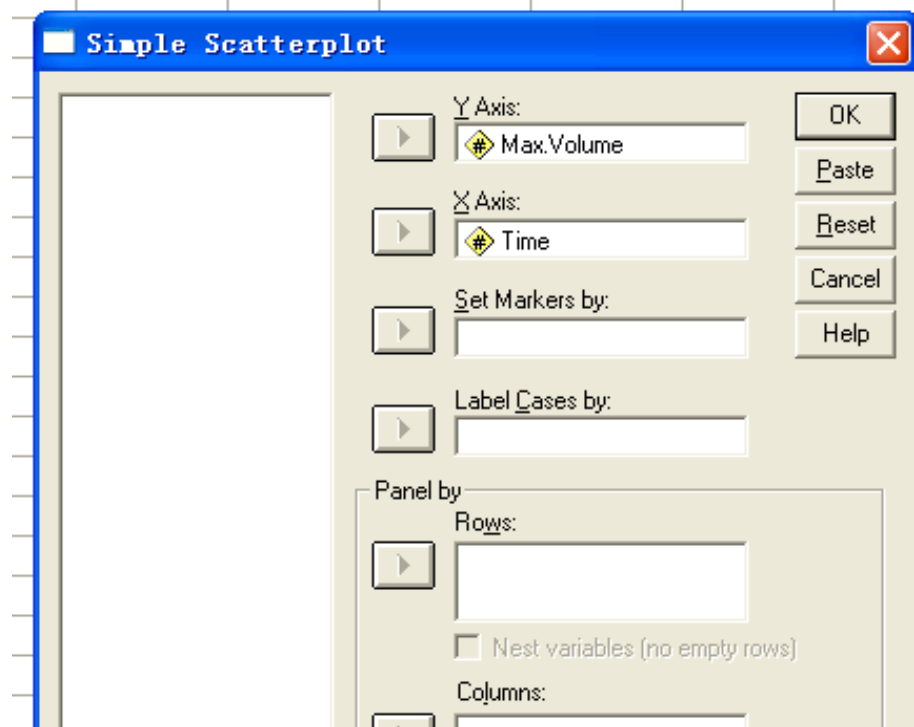 Simple Scatterplot
Y Axis:
# Max.Volume
X Axis:
# Time
Set Markers by:
Label Cases by:
Panel by
Rows:
Nest variables (no empty rows)
Columns:
OK
Paste
Reset
Cancel
Help